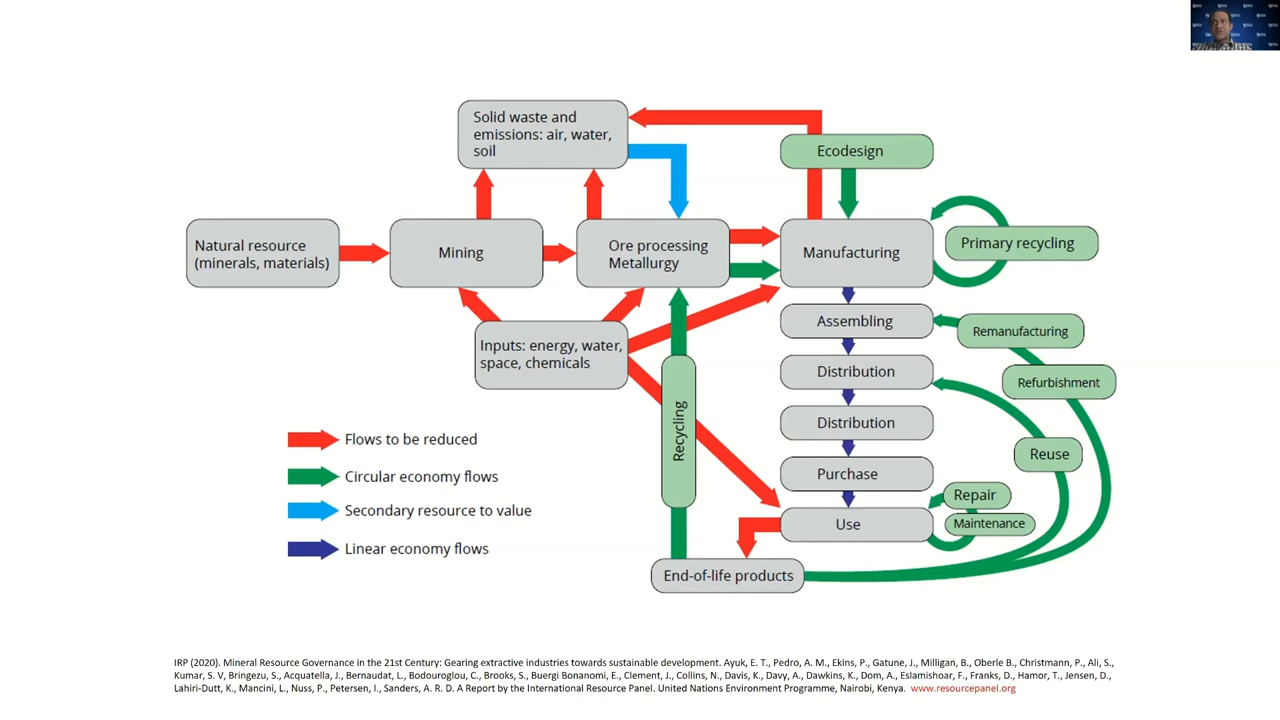 Solid waste and
emissions: air, water,
soil
Ecodesign
Natural resource
(minerals, materials)
Mining
Ore processing
Metallurgy
Manufacturing
Primary recycling
Inputs: energy, water,
space, chemicals
Assembling
Remanufacturing
Distribution
Refurbishment
Recycling
Distribution
Reuse
Purchase
Repair
Use
Maintenance
End-of-life products
Flows to be reduced
Circular economy flows
Secondary resource to value
Linear economy flows
IRP (2020). Mineral Resource Governance in the 21st Century: Gearing extractive industries towards sustainable development. Ayuk, E. T., Pedro, A. M., Ekins, P., Gatune, J., Milligan, B., Oberle B., Christmann, P., Ali, S.,
Kumar, S. V, Bringezu, S., Acquatella, J., Bernaudat, L., Bodouroglou, C., Brooks, S., Buergi Bonanomi, E., Clement, J., Collins, N., Davis, K., Davy, A., Dawkins, K., Dom, A., Eslamishoar, F., Franks, D., Hamor, T., Jensen, D.,
Lahiri-Dutt, K., Mancini, L., Nuss, P., Petersen, I., Sanders, A. R. D. A Report by the International Resource Panel. United Nations Environment Programme, Nairobi, Kenya. www.resourcepanel.org